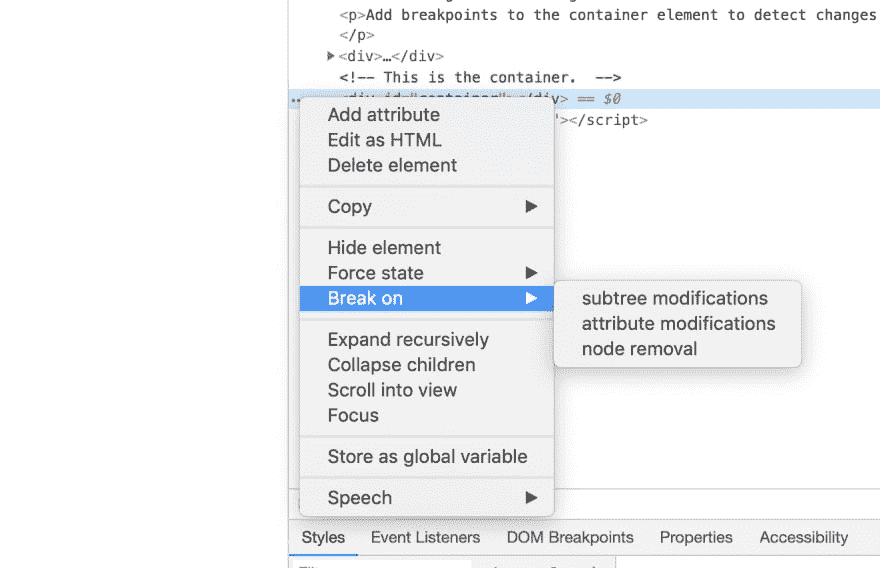 <p>Add breakpoints to the container element to detect changes
</p>
▶<div>…</div>
<!-- This is the container.  -->
</div> == $0
"></script>
Add attribute
Edit as HTML
Delete element
Copy ▶
Hide element
Force state ▶
Break on ▶
subtree modifications
attribute modifications
node removal
Expand recursively
Collapse children
Scroll into view
Focus
Store as global variable
Speech ▶
Styles Event Listeners DOM Breakpoints Properties Accessibility